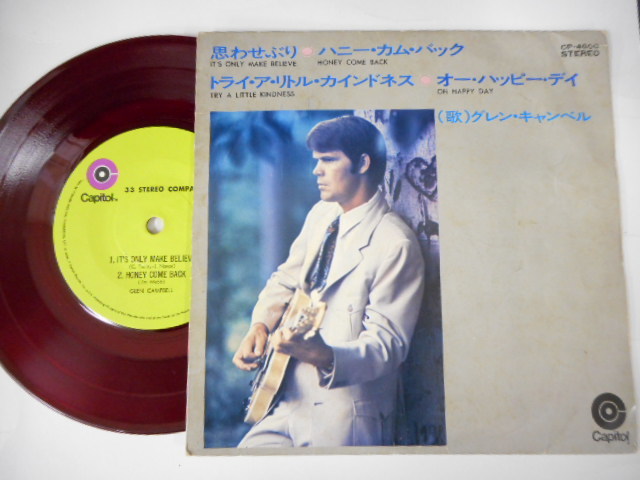 思わせぶり ● ハニー・カム・バック
IT'S ONLY MAKE BELIEVE HONEY COME BACK
STEREO
トライ・ア・リトル・カインドネス ● オー・ハッピー・デイ
TRY A LITTLE KINDNESS OH HAPPY DAY
(歌)グレン・キャンベル
Capitol
Capitol
33 STEREO COMPA
1. IT'S ONLY MAKE BELIEV
2. HONEY COME BACK
GLEN CAMPBELL